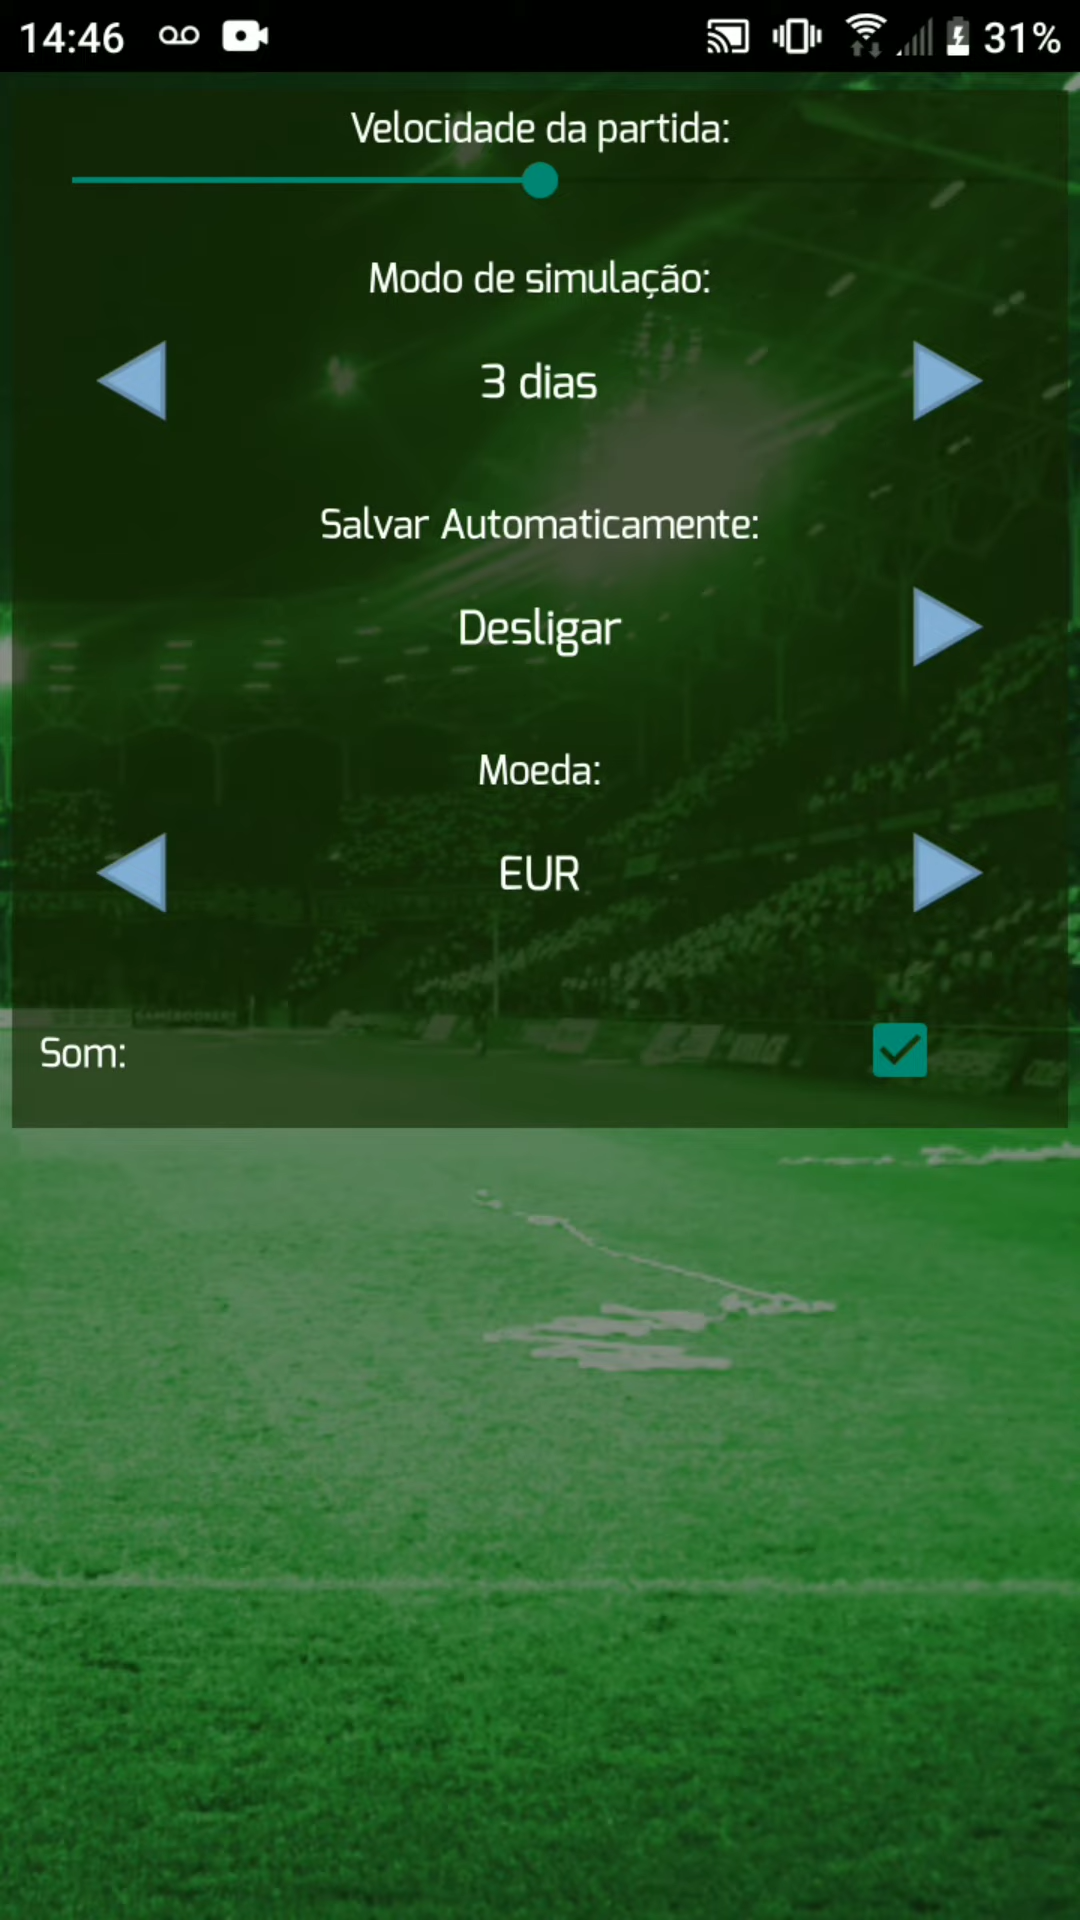 14:46 31%
Velocidade da partida:
Modo de simulação:
3 dias
Salvar Automaticamente:
Desligar
Moeda:
EUR
Som: